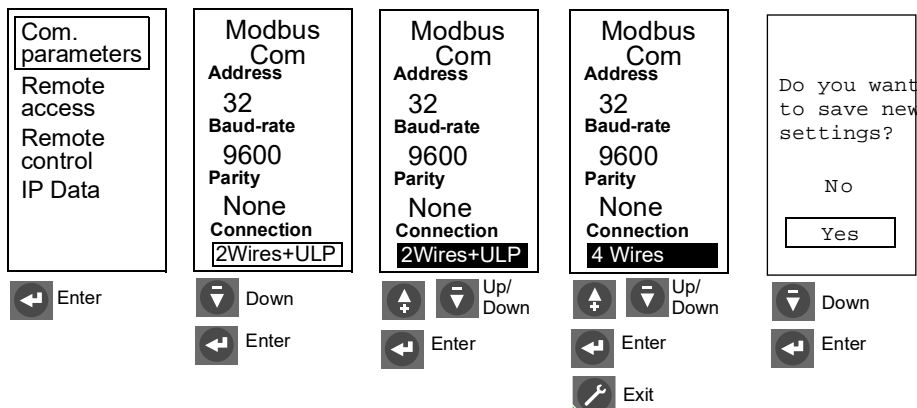 Com.
parameters
Remote
access
Remote
control
IP Data
Enter
Modbus
Com
Address
32
Baud-rate
9600
Parity
None
Connection
2Wires+ULP
Down
Enter
Modbus
Com
Address
32
Baud-rate
9600
Parity
None
Connection
2Wires+ULP
Up/
Down
Enter
Modbus
Com
Address
32
Baud-rate
9600
Parity
None
Connection
4 Wires
Up/
Down
Enter
Exit
Do you want
to save new
settings?
No
Yes
Down
Enter